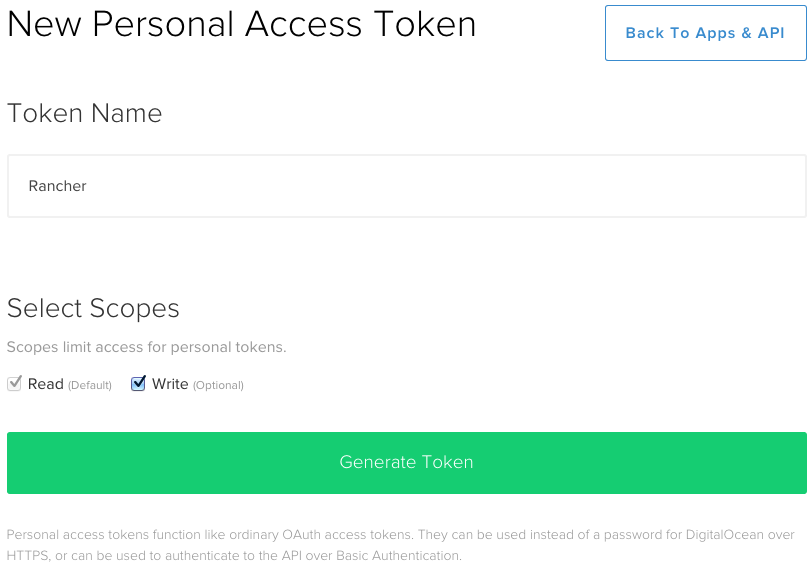 New Personal Access Token
Back To Apps & API
Token Name
Rancher
Select Scopes
Scopes limit access for personal tokens.
Read (Default) Write (Optional)
Generate Token
Personal access tokens function like ordinary OAuth access tokens. They can be used instead of a password for DigitalOcean over
HTTPS, or can be used to authenticate to the API over Basic Authentication.